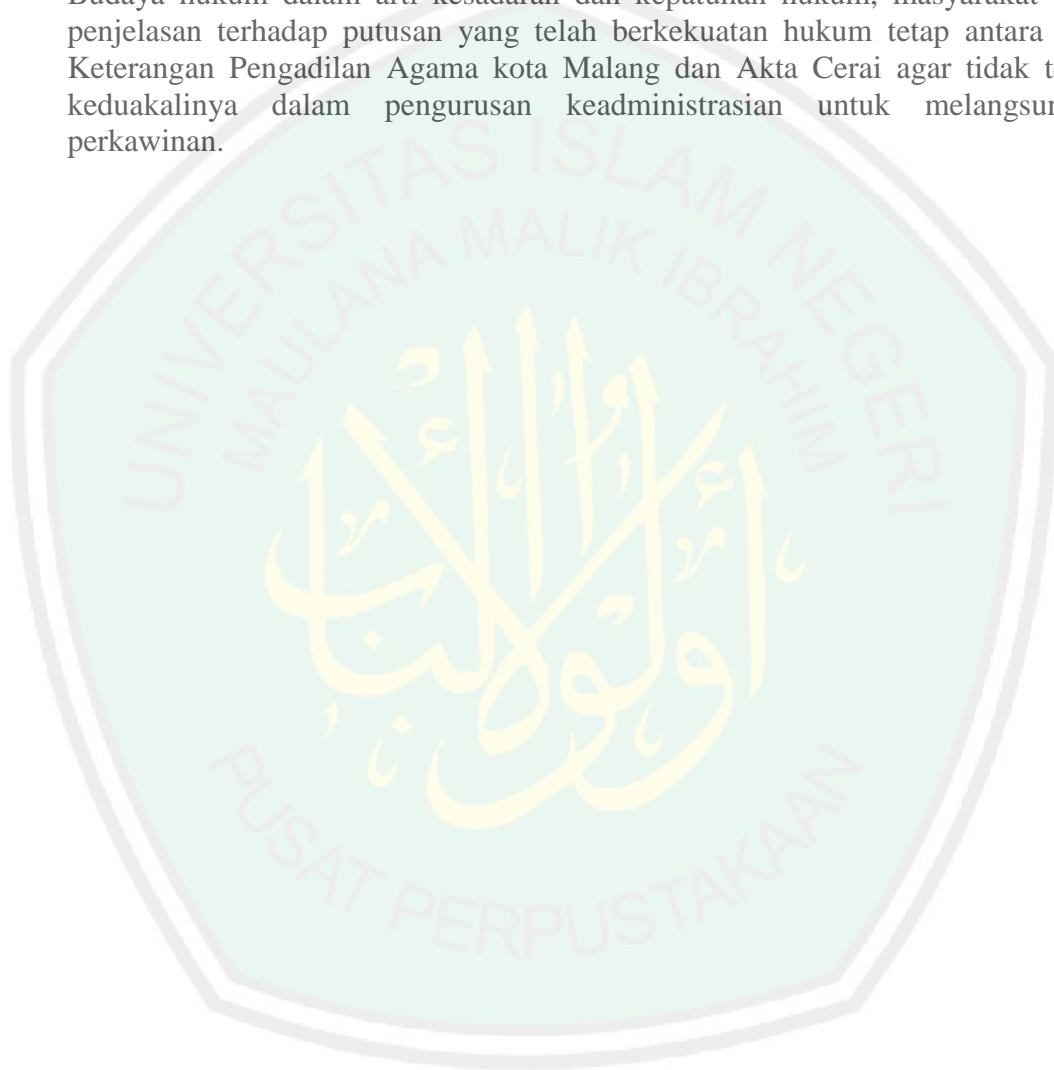 Budaya hukum dalam arti kesadaran dan kepatuhan hukum, masyarakat
penjelasan terhadap putusan yang telah berkekuatan hukum tetap antara
Keterangan Pengadilan Agama kota Malang dan Akta Cerai agar tidak
keduakalinya dalam pengurusan keadministrasian untuk
perkawinan.
UNIVERSITAS ISLAM NEGERI
MAULANA MALIK IBRAHIM
أولوا الألباب
PUSAT PERPUSTAKAAN